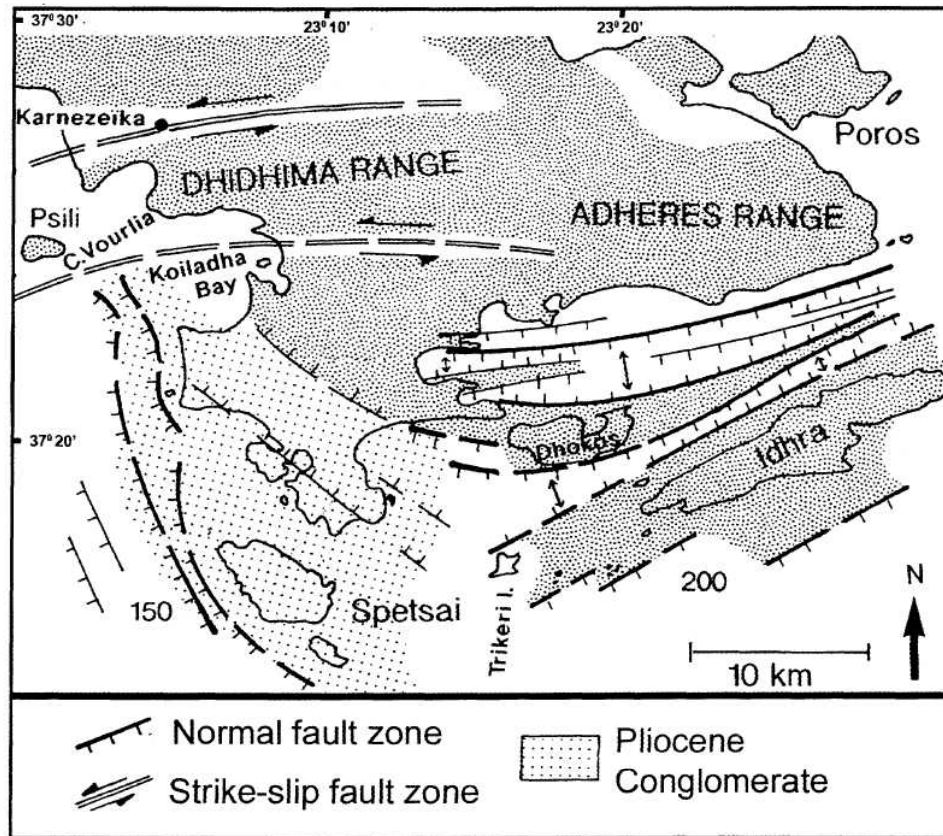 37° 30'
23° 10'
23° 20'
Karnezeïka
Poros
DHIDHIMA RANGE
ADHERES RANGE
Psili
C.Vourlia
Koiladha
Bay
37° 20'
Dhokos
Idhra
150
Spetsai
Trikeri I.
200
N
10 km
Normal fault zone
Strike-slip fault zone
Pliocene
Conglomerate